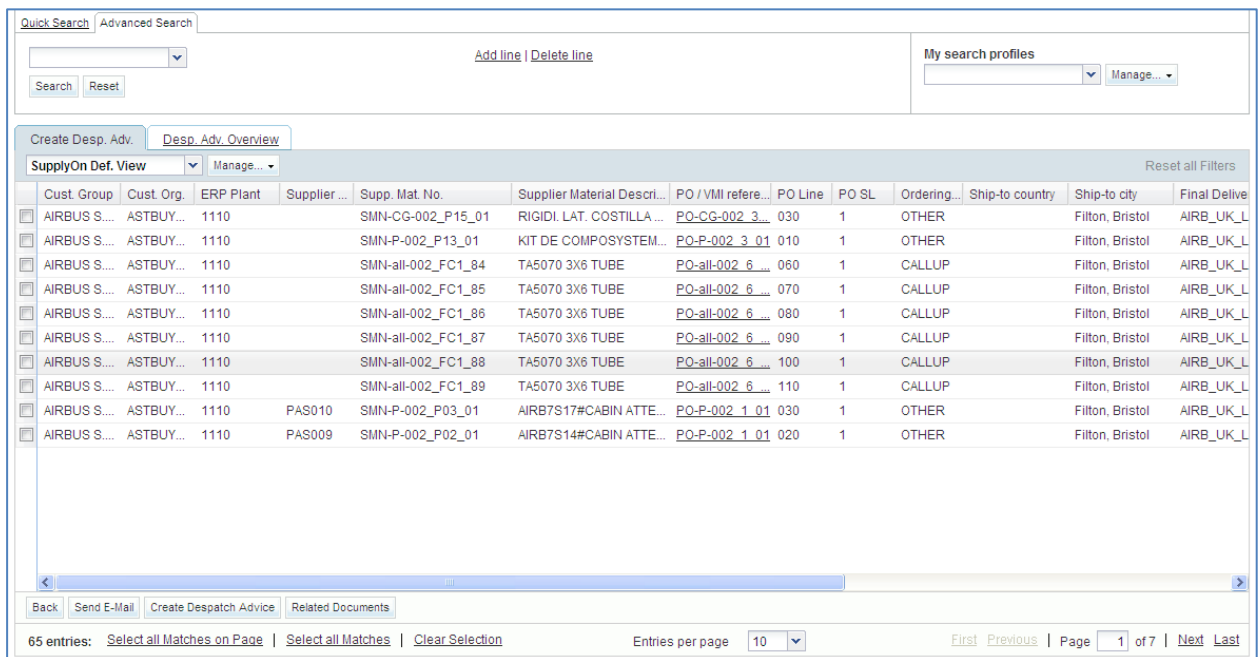 Quick Search Advanced Search
Add line | Delete line
My search profiles
Manage...
Search Reset
Create Desp. Adv. Desp. Adv. Overview
SupplyOn Def. View Manage... Reset all Filters
Cust. Group Cust. Org. ERP Plant Supplier ... Supp. Mat. No. Supplier Material Descri... PO / VMI refere... PO Line PO SL Ordering... Ship-to country Ship-to city Final Delive
AIRBUS S.... ASTBUY... 1110 SMN-CG-002_P15_01 RIGIDI. LAT. COSTILLA ... PO-CG-002_3... 030 1 OTHER Filton, Bristol AIRB_UK_L
AIRBUS S.... ASTBUY... 1110 SMN-P-002_P13_01 KIT DE COMPOSYSTEM... PO-P-002_3_01 010 1 OTHER Filton, Bristol AIRB_UK_L
AIRBUS S.... ASTBUY... 1110 SMN-all-002_FC1_84 TA5070 3X6 TUBE PO-all-002_6_... 060 1 CALLUP Filton, Bristol AIRB_UK_L
AIRBUS S.... ASTBUY... 1110 SMN-all-002_FC1_85 TA5070 3X6 TUBE PO-all-002_6_... 070 1 CALLUP Filton, Bristol AIRB_UK_L
AIRBUS S.... ASTBUY... 1110 SMN-all-002_FC1_86 TA5070 3X6 TUBE PO-all-002_6_... 080 1 CALLUP Filton, Bristol AIRB_UK_L
AIRBUS S.... ASTBUY... 1110 SMN-all-002_FC1_87 TA5070 3X6 TUBE PO-all-002_6_... 090 1 CALLUP Filton, Bristol AIRB_UK_L
AIRBUS S.... ASTBUY... 1110 SMN-all-002_FC1_88 TA5070 3X6 TUBE PO-all-002_6_... 100 1 CALLUP Filton, Bristol AIRB_UK_L
AIRBUS S.... ASTBUY... 1110 SMN-all-002_FC1_89 TA5070 3X6 TUBE PO-all-002_6_... 110 1 CALLUP Filton, Bristol AIRB_UK_L
AIRBUS S.... ASTBUY... 1110 PAS010 SMN-P-002_P03_01 AIRB7S17#CABIN ATTE... PO-P-002_1_01 030 1 OTHER Filton, Bristol AIRB_UK_L
AIRBUS S.... ASTBUY... 1110 PAS009 SMN-P-002_P02_01 AIRB7S14#CABIN ATTE... PO-P-002_1_01 020 1 OTHER Filton, Bristol AIRB_UK_L
Back Send E-Mail Create Despatch Advice Related Documents
65 entries: Select all Matches on Page | Select all Matches | Clear Selection Entries per page 10 First Previous | Page 1 of 7 | Next Last